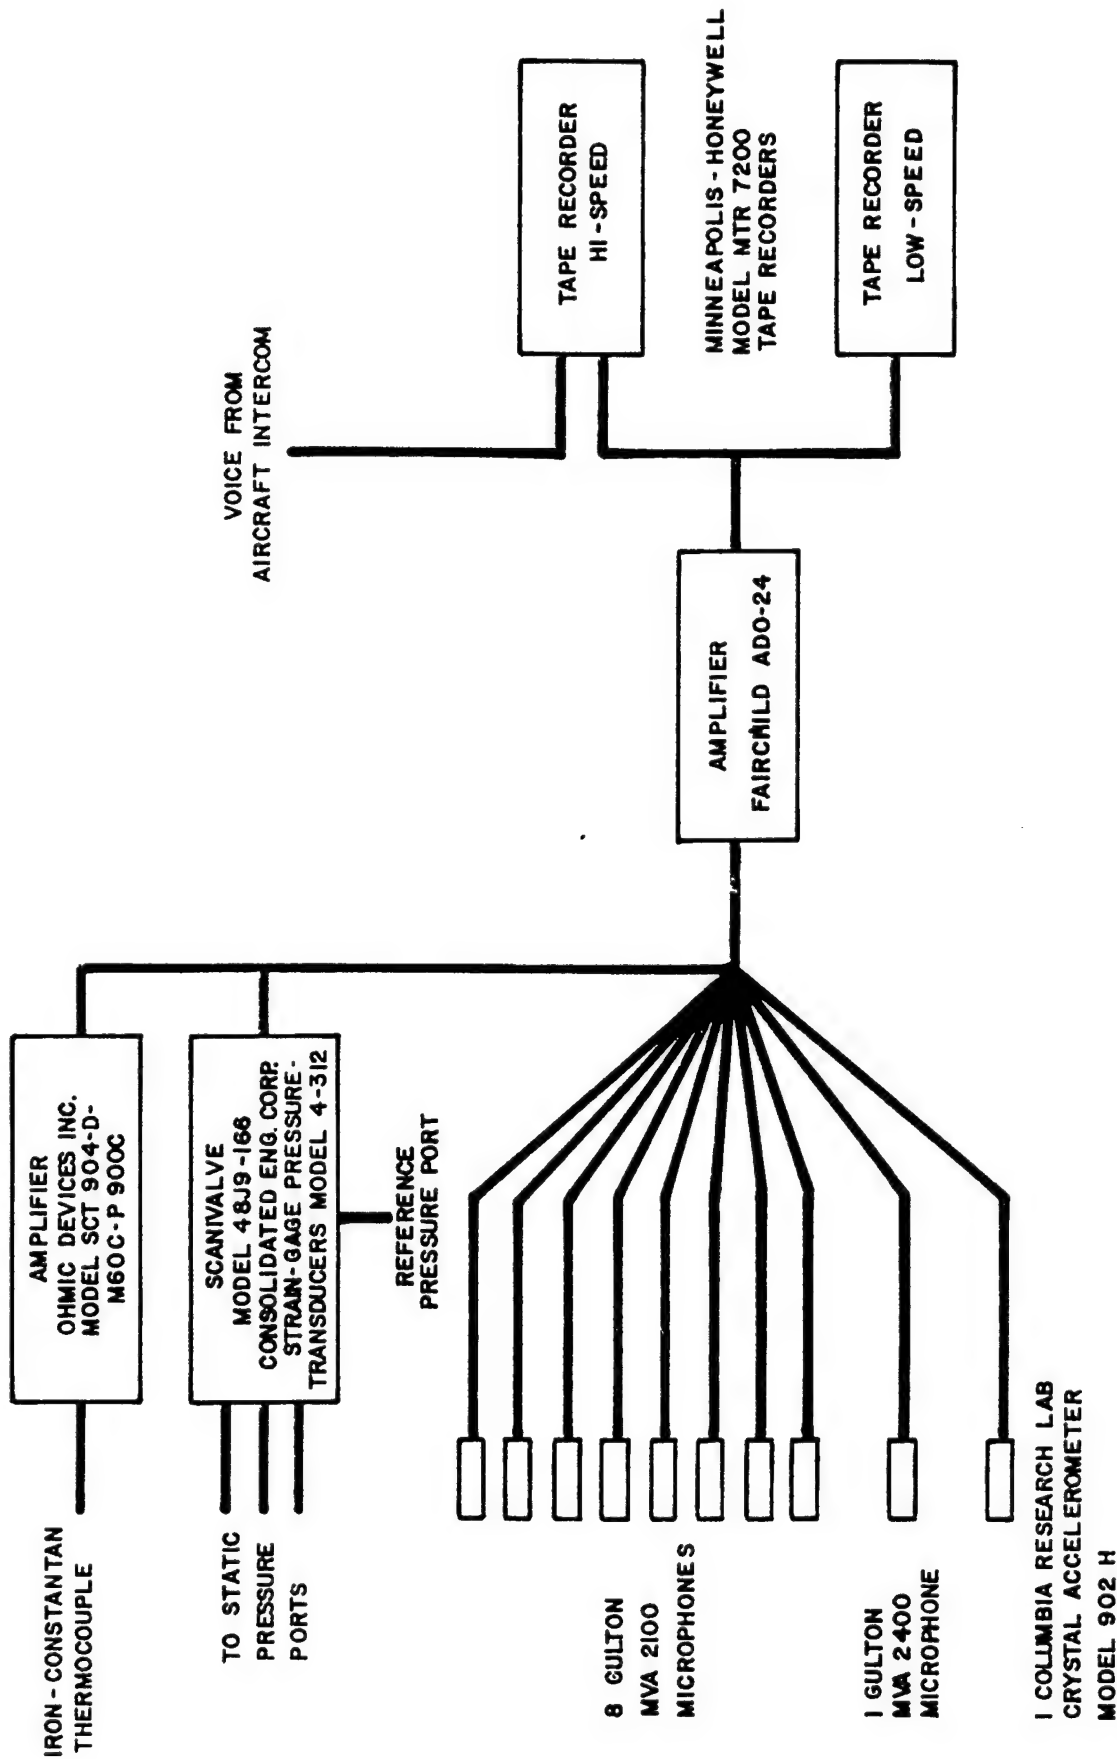 IRON-CONSTANTAN
THERMOCOUPLE
AMPLIFIER
OHMIC DEVICES INC.
MODEL SCT 904-D-
M60C-P 900C
TO STATIC
PRESSURE
PORTS
SCANIVALVE
MODEL 48J9-166
CONSOLIDATED ENG. CORP.
STRAIN-GAGE PRESSURE-
TRANSDUCERS MODEL 4-312
REFERENCE
PRESSURE PORT
8 GULTON
MVA 2100
MICROPHONES
1 GULTON
MVA 2400
MICROPHONE
1 COLUMBIA RESEARCH LAB
CRYSTAL ACCELEROMETER
MODEL 902 H
AMPLIFIER
FAIRCHILD ADO-24
VOICE FROM
AIRCRAFT INTERCOM
TAPE RECORDER
HI-SPEED
MINNEAPOLIS-HONEYWELL
MODEL MTR 7200
TAPE RECORDERS
TAPE RECORDER
LOW-SPEED